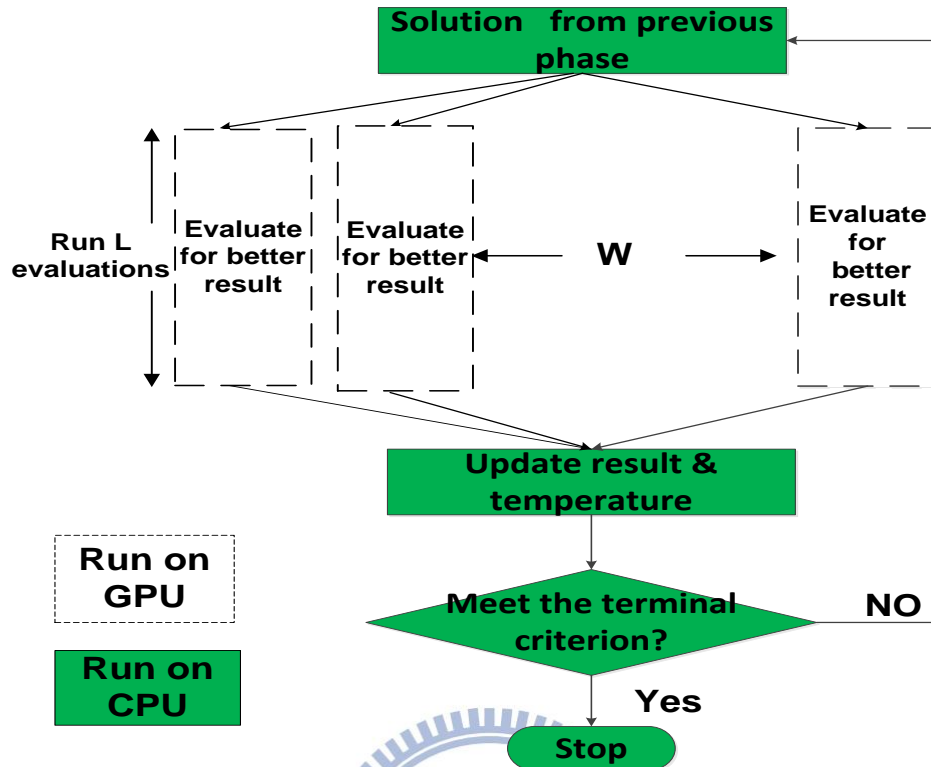 Solution from previous
phase
Run L
evaluations
Evaluate
for better
result
Evaluate
for better
result
W
Evaluate
for
better
result
Update result &
temperature
Meet the terminal
criterion?
NO
Yes
Stop
Run on
GPU
Run on
CPU